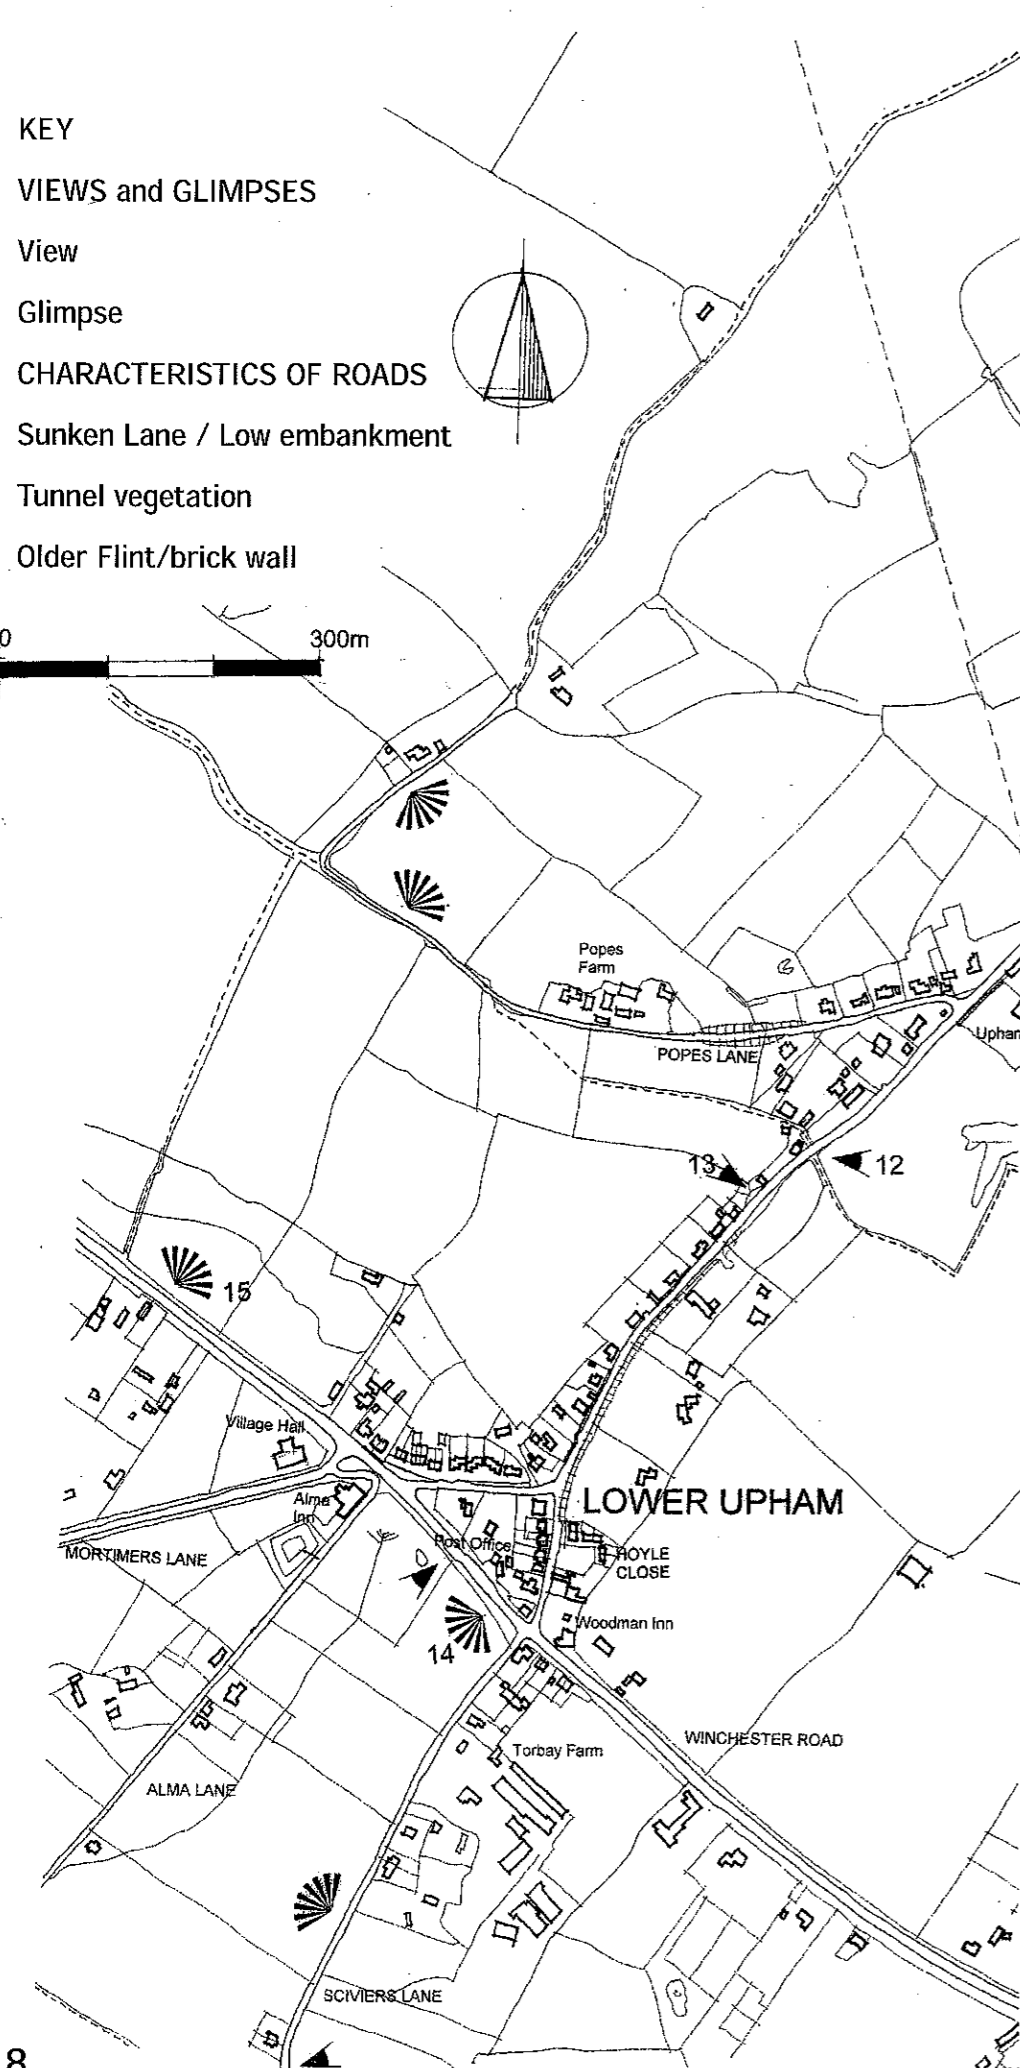 KEY
VIEWS and GLIMPSES
View
Glimpse
CHARACTERISTICS OF ROADS
Sunken Lane / Low embankment
Tunnel vegetation
Older Flint/brick wall
0 300m
Popes
Farm
POPES LANE
Upham
13
12
15
Village Hall
Alma
Inn
LOWER UPHAM
MORTIMERS LANE
Post Office
HOYLE
CLOSE
Woodman Inn
14
WINCHESTER ROAD
Torbay Farm
ALMA LANE
SCIVIERS LANE
8